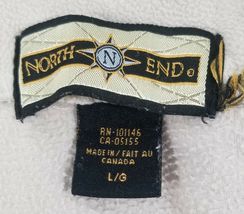 NORTH N END®
RN-101146
CA-05155
MADE IN / FAIT AU
CANADA
L/G